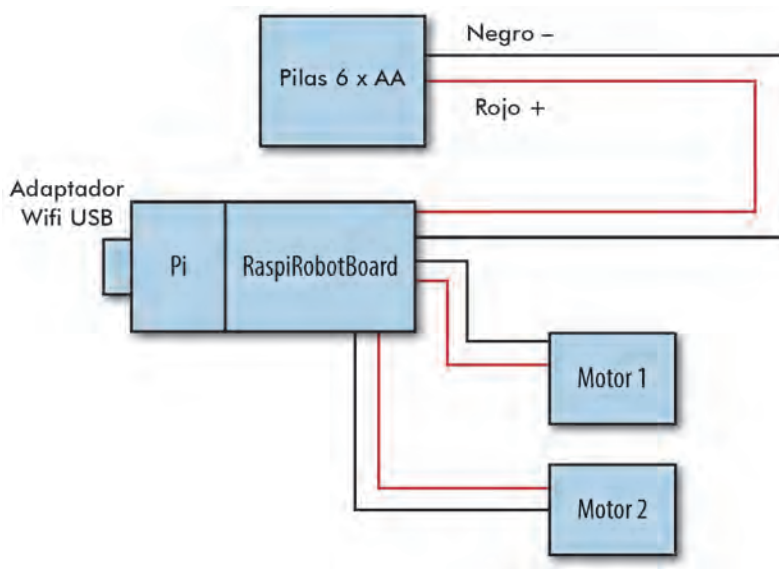 Negro –
Pilas 6 x AA
Rojo +
Adaptador
Wifi USB
Pi
RaspiRobotBoard
Motor 1
Motor 2